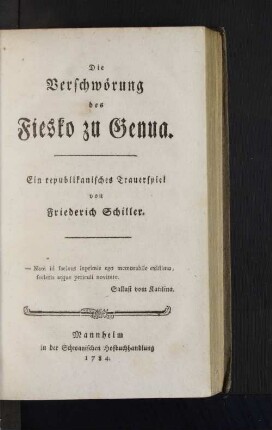 Die
Verschwörung
des
Fiesko zu Genua.
Ein republikanisches Trauerspiel
von
Friederich Schiller.
— Nam id facinus inprimis ego memorabile existimo,
sceleris atque periculi novitate.
Sallust vom Katilina.
Mannheim
in der Schwanischen Hofbuchhandlung
1784.